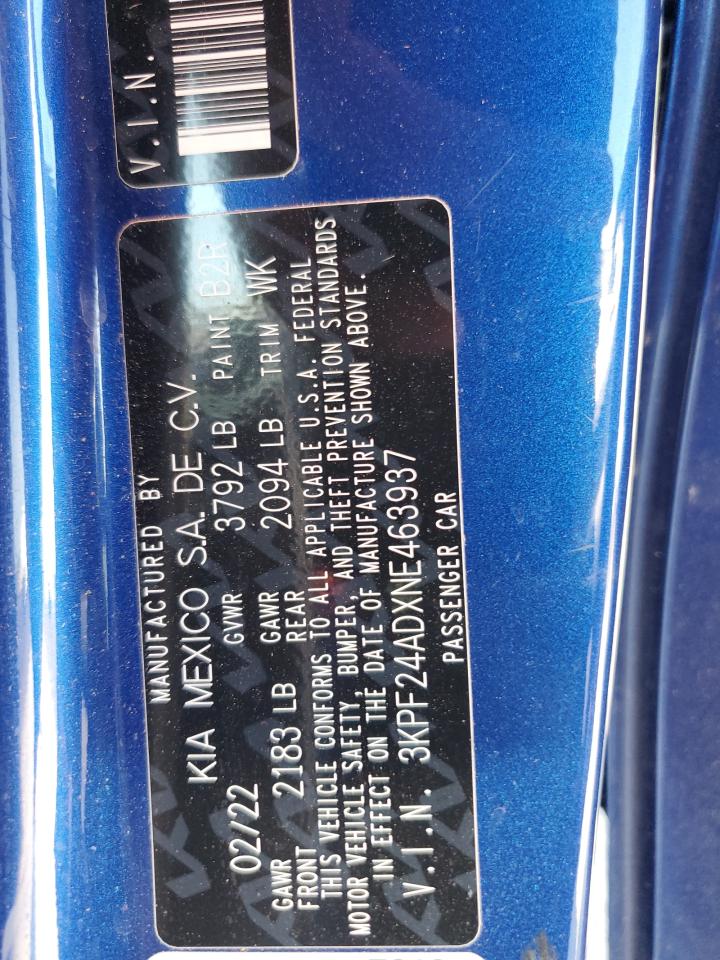 V.I.N.
MANUFACTURED BY
KIA MEXICO S.A. DE C.V.
02/22 GVWR 3792 LB PAINT B2R
GAWR FRONT 2183 LB GAWR REAR 2094 LB TRIM WK
THIS VEHICLE CONFORMS TO ALL APPLICABLE U.S.A. FEDERAL
MOTOR VEHICLE SAFETY, BUMPER, AND THEFT PREVENTION STANDARDS
IN EFFECT ON THE DATE OF MANUFACTURE SHOWN ABOVE.
V.I.N. 3KPF24ADXNE463937
PASSENGER CAR